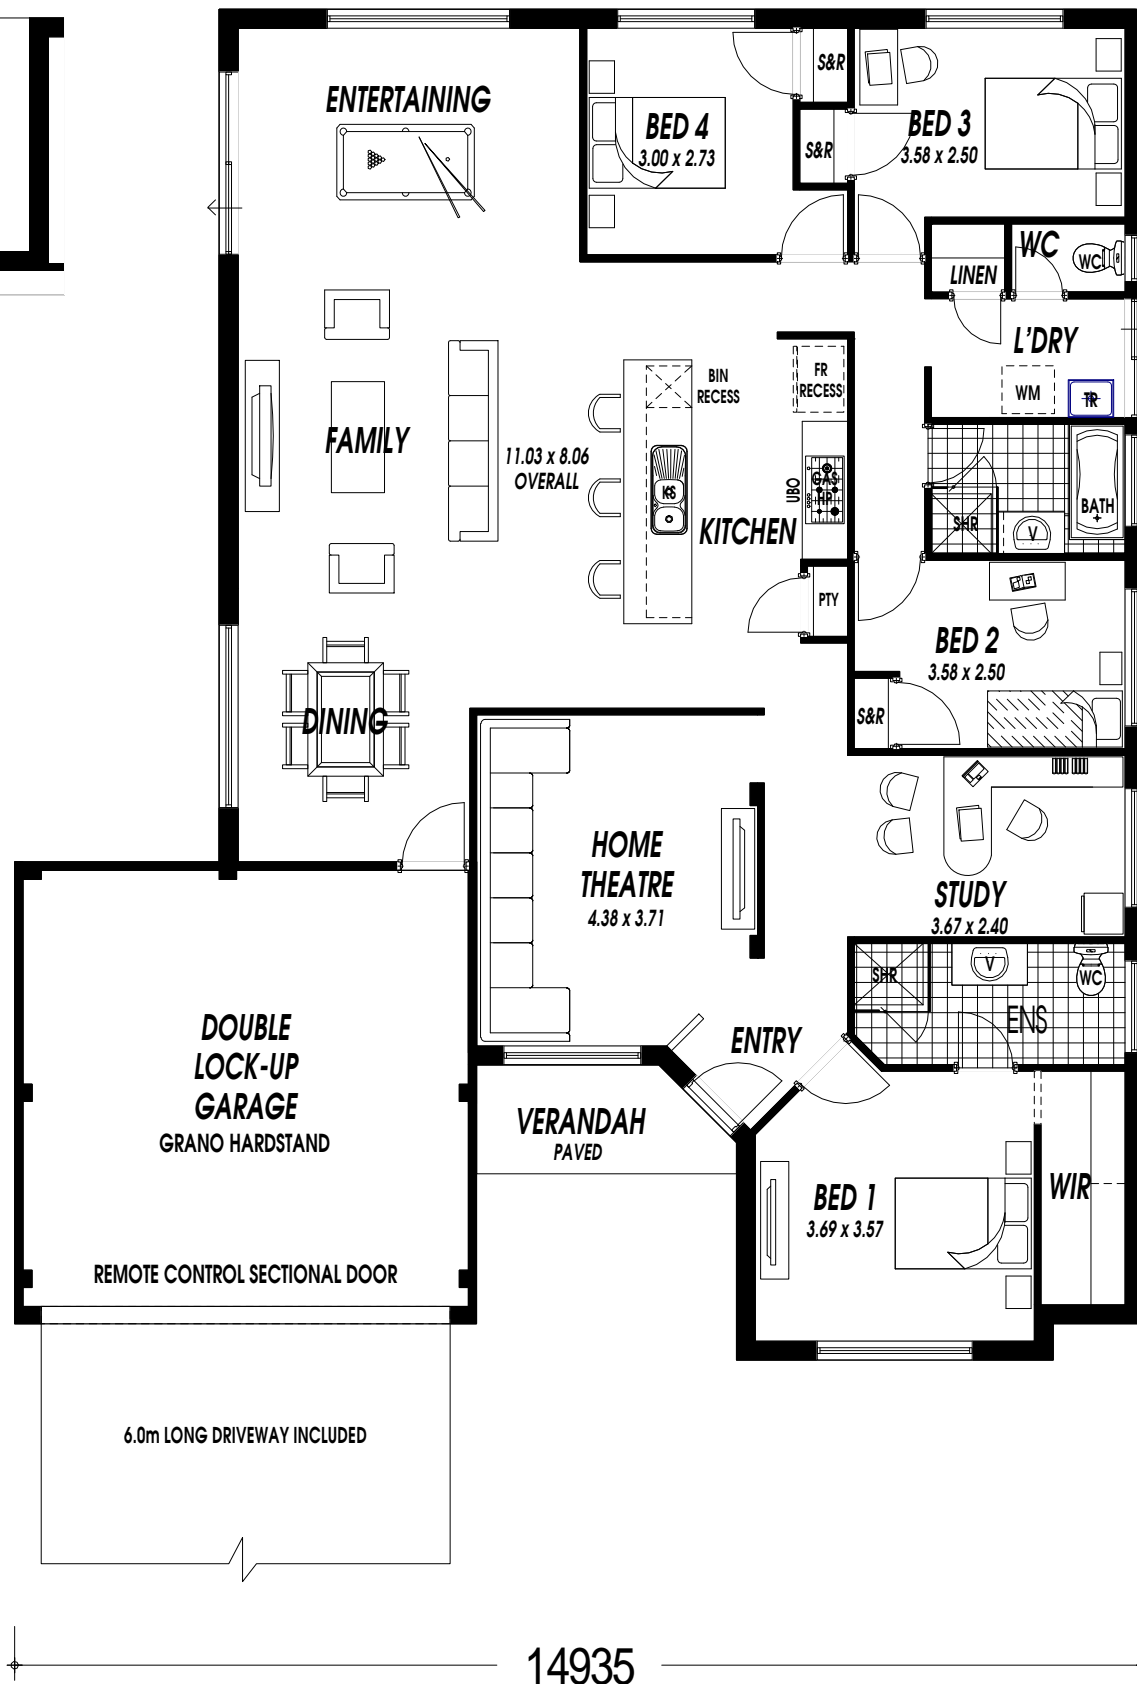 S&R
ENTERTAINING
BED 4
3.00 x 2.73
S&R
BED 3
3.58 x 2.50
WC
WC
LINEN
L'DRY
BIN
RECESS
FR
RECESS
WM
TR
FAMILY
11.03 x 8.06
OVERALL
KS
UBO
GAS
HP
KITCHEN
BATH
SHR
V
PTY
BED 2
3.58 x 2.50
S&R
DINING
HOME
THEATRE
4.38 x 3.71
STUDY
3.67 x 2.40
SHR
V
WC
ENS
DOUBLE
LOCK-UP
GARAGE
GRANO HARDSTAND
ENTRY
VERANDAH
PAVED
BED 1
3.69 x 3.57
WIR
REMOTE CONTROL SECTIONAL DOOR
6.0m LONG DRIVEWAY INCLUDED
14935